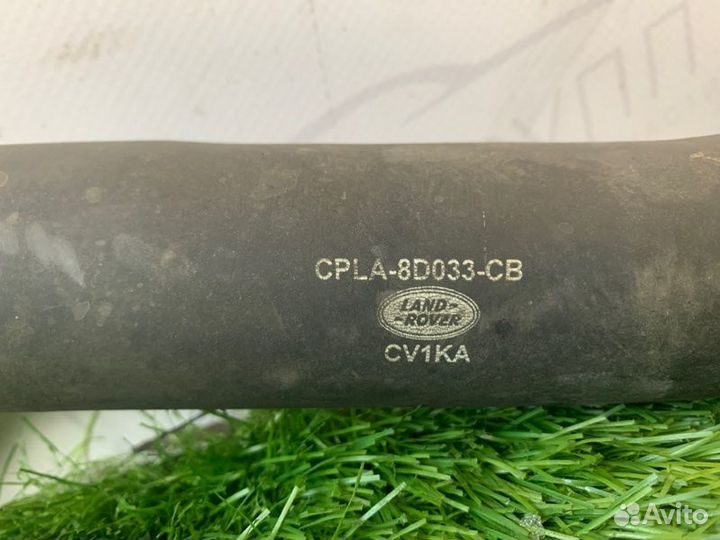 CPLA-8D033-CB
LAND-
-ROVER
CV1KA
Avito